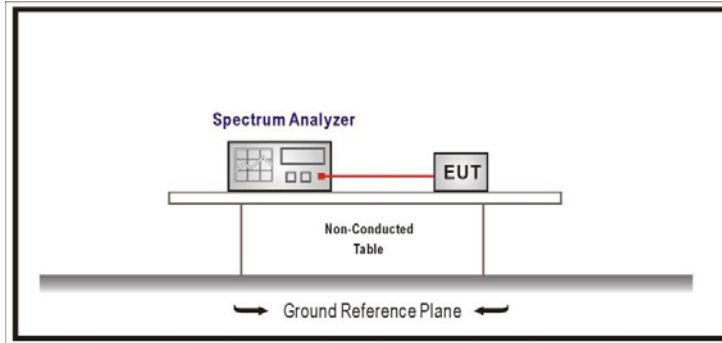 Spectrum Analyzer
EUT
Non-Conducted
Table
Ground Reference Plane